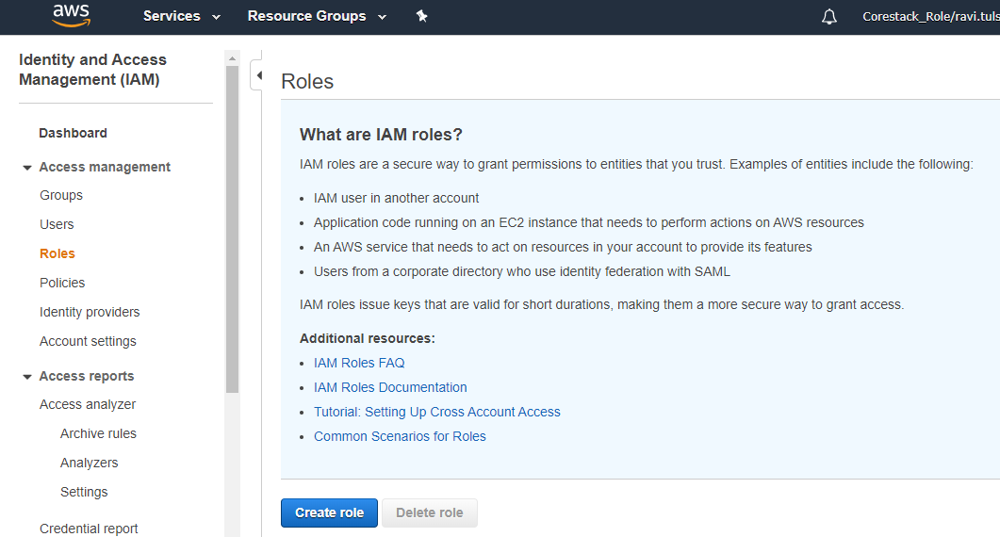 aws
Services
Resource Groups
Corestack_Role/ravi.tuls
Identity and Access
Management (IAM)
Dashboard
Access management
Groups
Users
Roles
Policies
Identity providers
Account settings
Access reports
Access analyzer
Archive rules
Analyzers
Settings
Credential report
Roles
What are IAM roles?
IAM roles are a secure way to grant permissions to entities that you trust. Examples of entities include the following:
IAM user in another account
Application code running on an EC2 instance that needs to perform actions on AWS resources
An AWS service that needs to act on resources in your account to provide its features
Users from a corporate directory who use identity federation with SAML
IAM roles issue keys that are valid for short durations, making them a more secure way to grant access.
Additional resources:
IAM Roles FAQ
IAM Roles Documentation
Tutorial: Setting Up Cross Account Access
Common Scenarios for Roles
Create role
Delete role